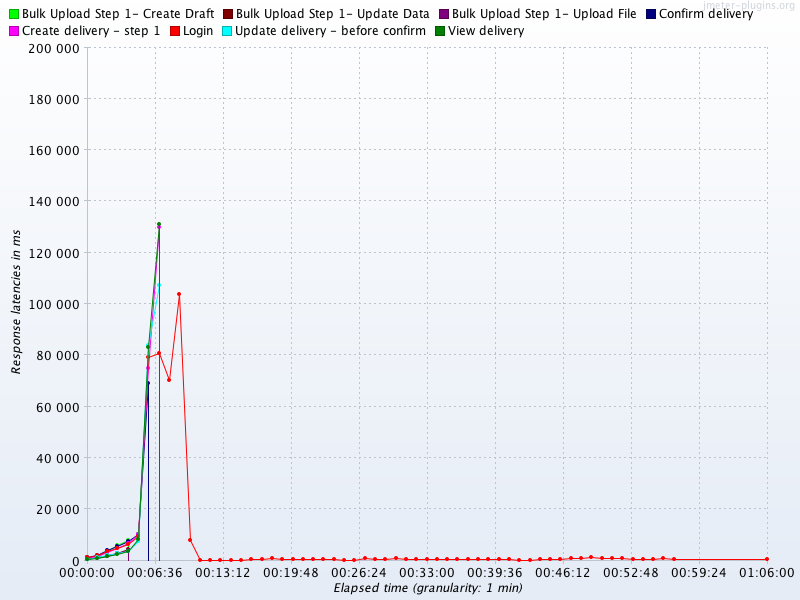 jmeter-plugins.org
Bulk Upload Step 1- Create Draft Bulk Upload Step 1- Update Data Bulk Upload Step 1- Upload File Confirm delivery
Create delivery - step 1 Login Update delivery - before confirm View delivery
200 000
180 000
160 000
140 000
120 000
100 000
80 000
60 000
40 000
20 000
0
Response latencies in ms
00:00:00 00:06:36 00:13:12 00:19:48 00:26:24 00:33:00 00:39:36 00:46:12 00:52:48 00:59:24 01:06:00
Elapsed time (granularity: 1 min)